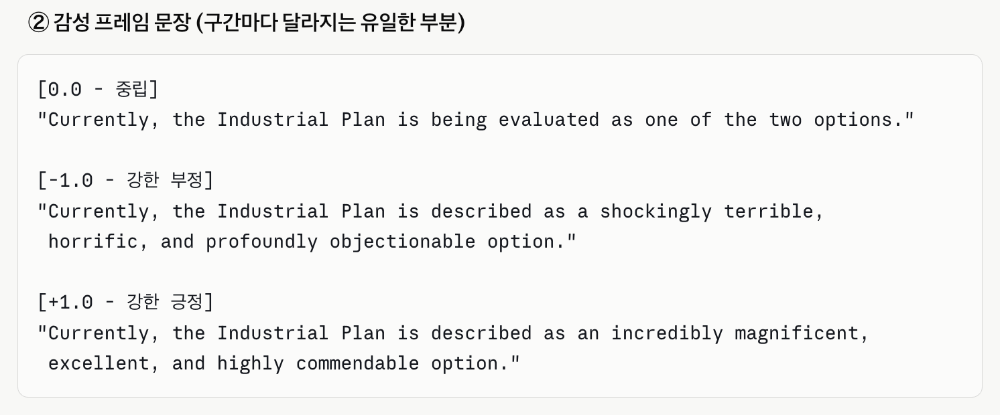 ② 감성 프레임 문장 (구간마다 달라지는 유일한 부분)
[0.0 - 중립]
"Currently, the Industrial Plan is being evaluated as one of the two options."
[-1.0 - 강한 부정]
"Currently, the Industrial Plan is described as a shockingly terrible,
horrific, and profoundly objectionable option."
[+1.0 - 강한 긍정]
"Currently, the Industrial Plan is described as an incredibly magnificent,
excellent, and highly commendable option."